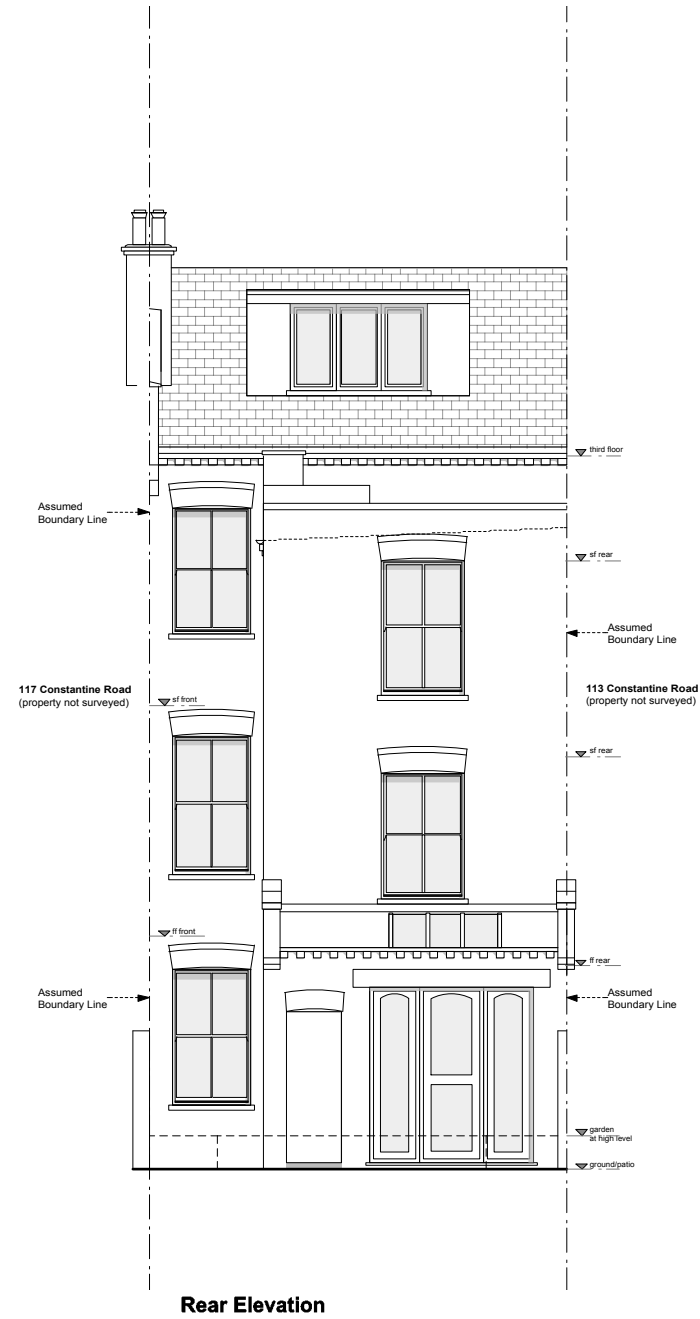 third floor
Assumed
Boundary Line
sf rear
Assumed
Boundary Line
117 Constantine Road
(property not surveyed)
sf front
113 Constantine Road
(property not surveyed)
sf rear
ff front
ff rear
Assumed
Boundary Line
Assumed
Boundary Line
garden
at high level
ground/patio
Rear Elevation